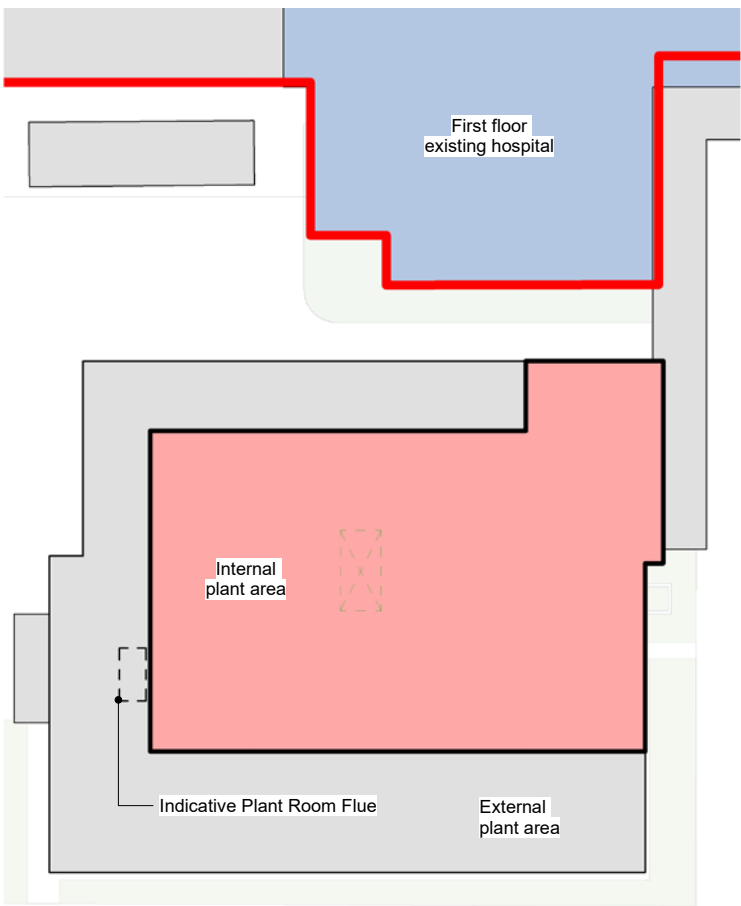 First floor
existing hospital
Internal
plant area
Indicative Plant Room Flue
External
plant area